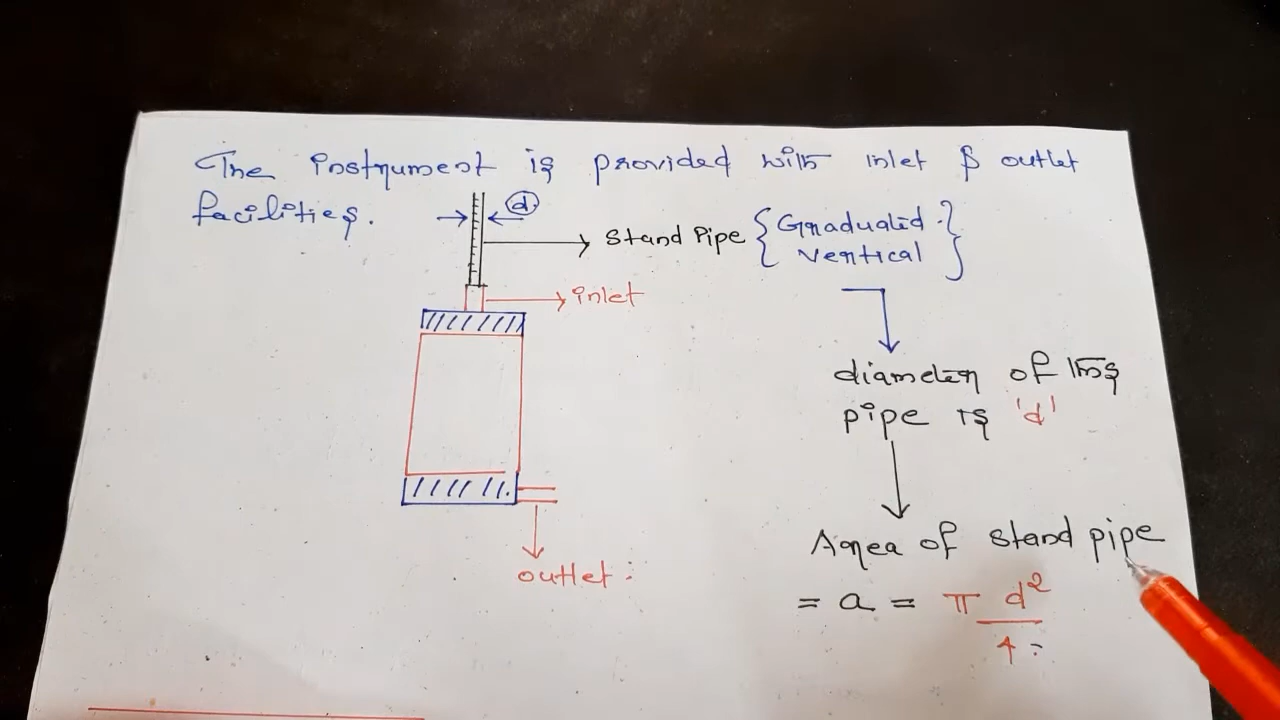 The instrument is provided with inlet & outlet
facilities.
d
Stand Pipe { Graduated
Vertical }
inlet
diameter of this
pipe is 'd'
Area of stand pipe
= a = π d²
4
outlet